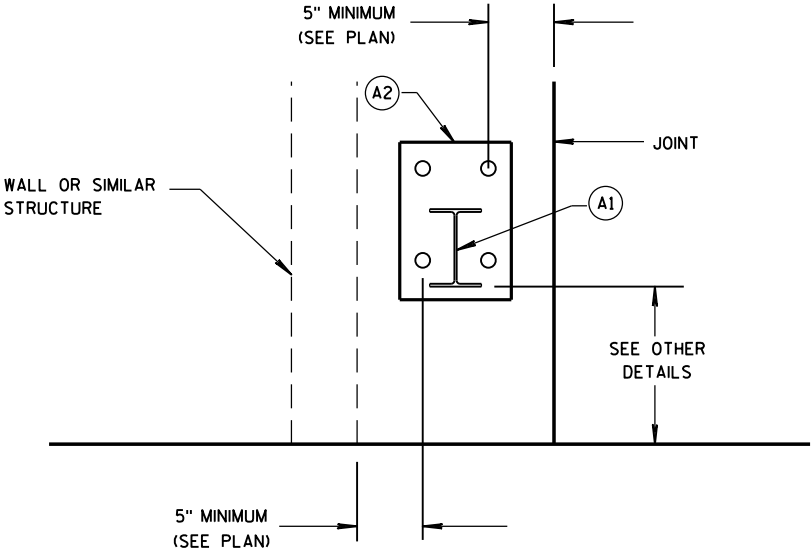 5" MINIMUM
(SEE PLAN)
A2
JOINT
WALL OR SIMILAR
STRUCTURE
A1
SEE OTHER
DETAILS
5" MINIMUM
(SEE PLAN)